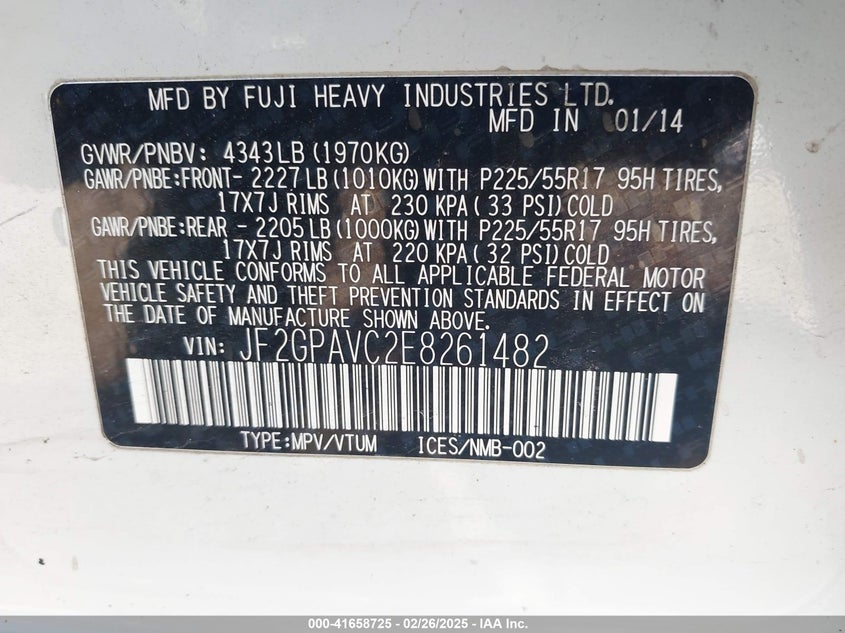 MFD BY FUJI HEAVY INDUSTRIES LTD.
MFD IN 01/14
GVWR/PNBV: 4343LB(1970KG)
GAWR/PNBE:FRONT- 2227LB(1010KG)WITH P225/55R17 95H TIRES,
17X7J RIMS AT 230 KPA( 33 PSI)COLD
GAWR/PNBE:REAR - 2205LB(1000KG)WITH P225/55R17 95H TIRES,
17X7J RIMS AT 220 KPA( 32 PSI)COLD
THIS VEHICLE CONFORMS TO ALL APPLICABLE FEDERAL MOTOR
VEHICLE SAFETY AND THEFT PREVENTION STANDARDS IN EFFECT ON
THE DATE OF MANUFACTURE SHOWN ABOVE.
VIN: JF2GPAVC2E8261482
TYPE:MPV/VTUM ICES/NMB-002
000-41658725 - 02/26/2025 - IAA Inc.